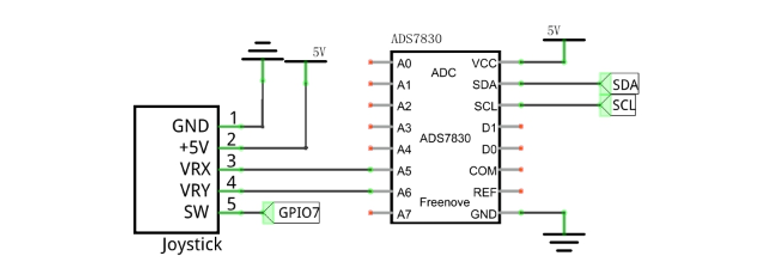 ADS7830
5V
5V
A0
VCC
ADC
A1
SDA
SDA
A2
SCL
SCL
GND
1
A3
D1
+5V
2
A4
ADS7830
D0
VRX
3
A5
COM
VRY
4
A6
REF
SW
5
GPIO7
A7
Freenove
GND
Joystick